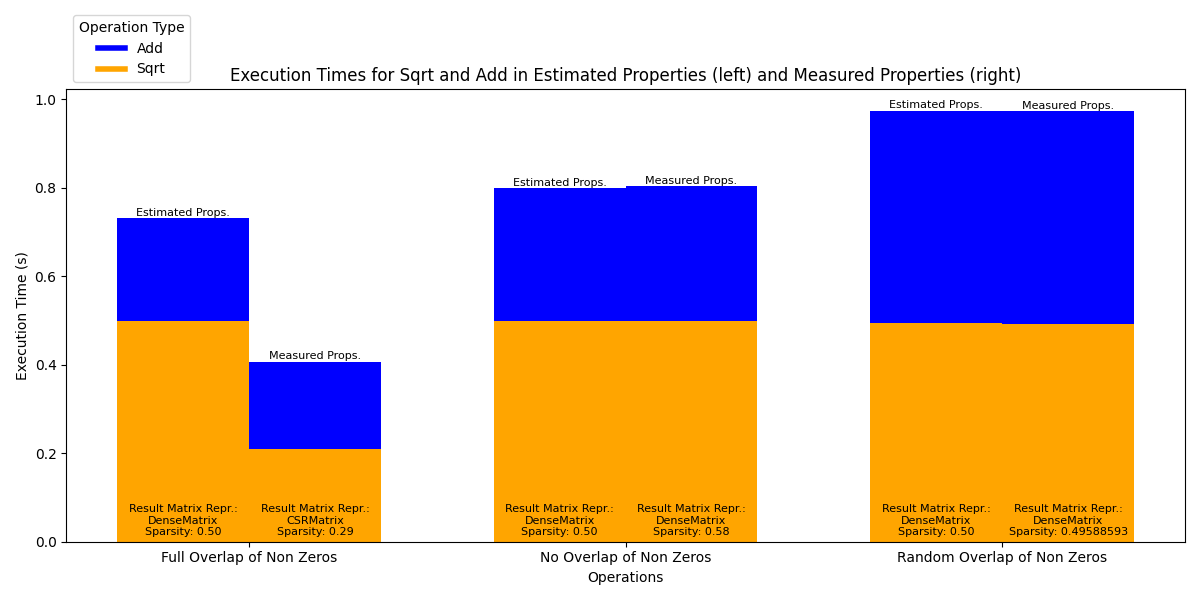 Operation Type
Add
Sqrt
Execution Times for Sqrt and Add in Estimated Properties (left) and Measured Properties (right)
Execution Time (s)
1.0
0.8
0.6
0.4
0.2
0.0
Estimated Props.
Measured Props.
Estimated Props.
Measured Props.
Estimated Props.
Measured Props.
Result Matrix Repr.:
DenseMatrix
Sparsity: 0.50
Result Matrix Repr.:
CSRMatrix
Sparsity: 0.29
Result Matrix Repr.:
DenseMatrix
Sparsity: 0.50
Result Matrix Repr.:
DenseMatrix
Sparsity: 0.58
Result Matrix Repr.:
DenseMatrix
Sparsity: 0.50
Result Matrix Repr.:
DenseMatrix
Sparsity: 0.49588593
Full Overlap of Non Zeros
No Overlap of Non Zeros
Random Overlap of Non Zeros
Operations